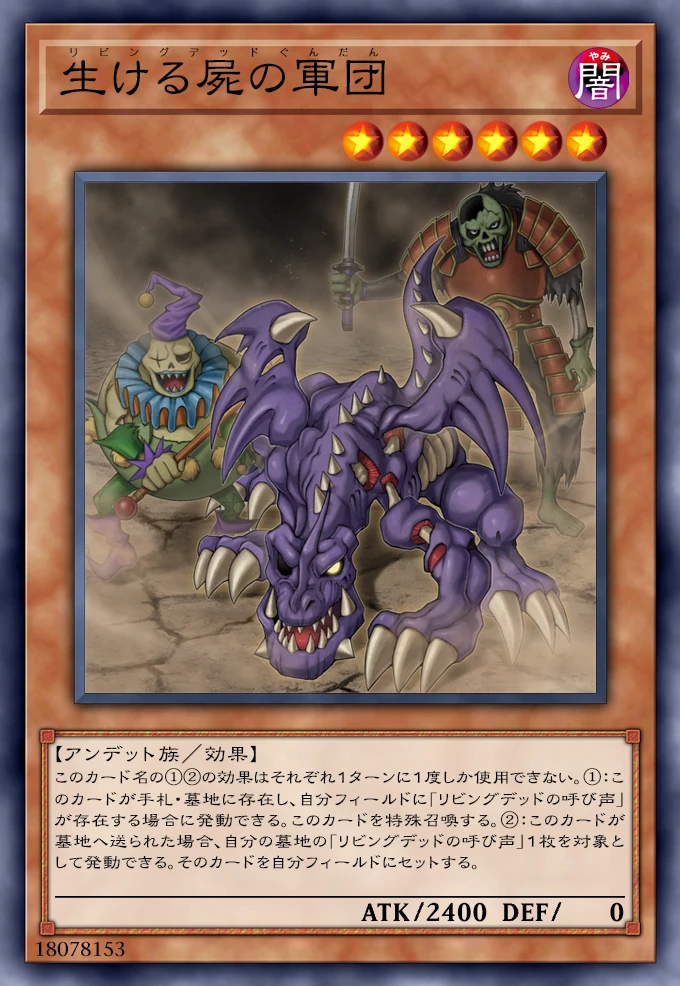 リビングデッドぐんだん
生ける屍の軍団
やみ
闇
【アンデット族／効果】
このカード名の①②の効果はそれぞれ１ターンに１度しか使用できない。①：こ
のカードが手札・墓地に存在し、自分フィールドに「リビングデッドの呼び声」
が存在する場合に発動できる。このカードを特殊召喚する。②：このカードが
墓地へ送られた場合、自分の墓地の「リビングデッドの呼び声」１枚を対象と
して発動できる。そのカードを自分フィールドにセットする。
ATK/2400 DEF/ 0
18078153